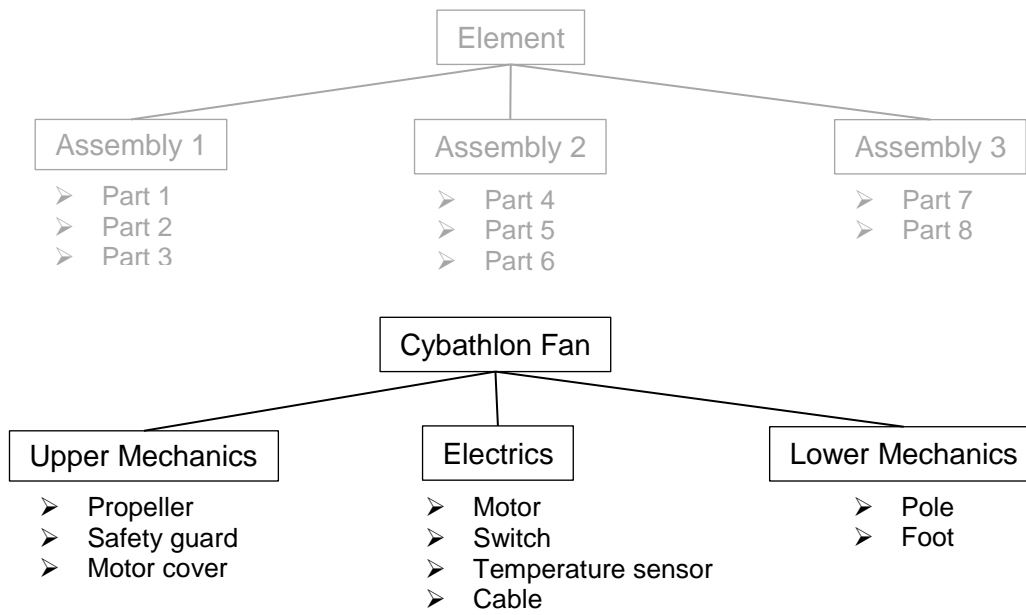 Element
Assembly 1
Assembly 2
Assembly 3
➢ Part 1
➢ Part 2
➢ Part 3
➢ Part 4
➢ Part 5
➢ Part 6
➢ Part 7
➢ Part 8
Cybathlon Fan
Upper Mechanics
Electrics
Lower Mechanics
➢ Propeller
➢ Safety guard
➢ Motor cover
➢ Motor
➢ Switch
➢ Temperature sensor
➢ Cable
➢ Pole
➢ Foot